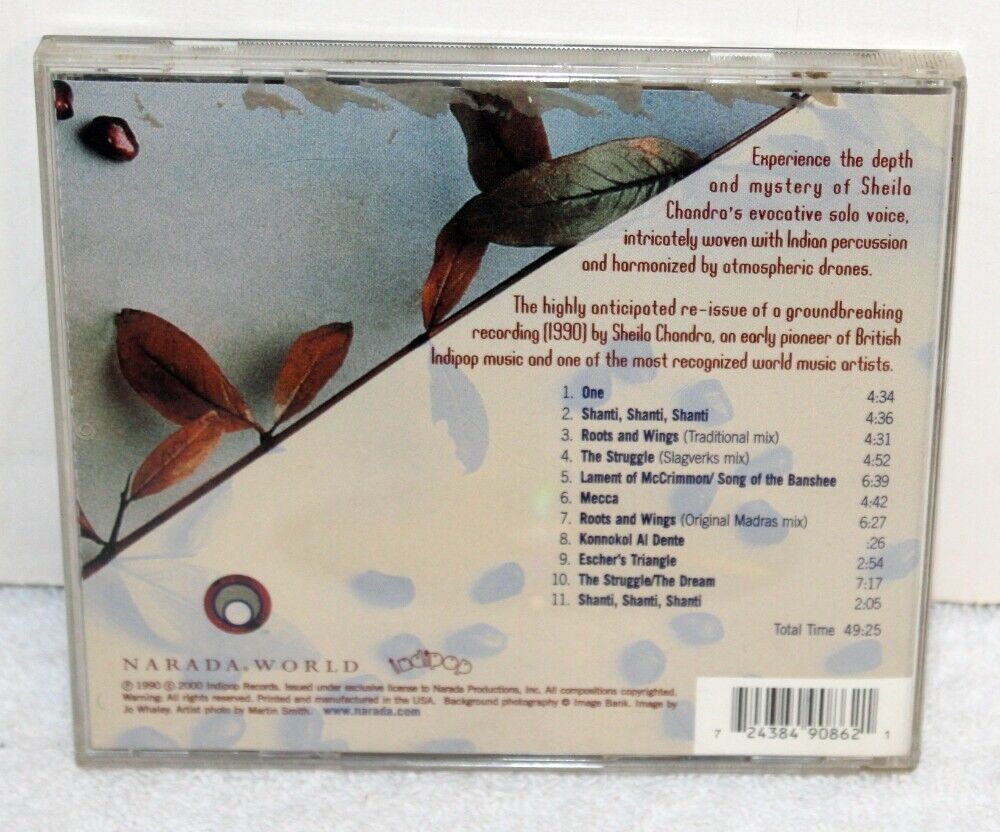 Experience the depth
and mystery of Sheila
Chandra's evocative solo voice,
intricately woven with Indian percussion
and harmonized by atmospheric drones.
The highly anticipated re-issue of a groundbreaking
recording (1990) by Sheila Chandra, an early pioneer of British
Indipop music and one of the most recognized world music artists.
1. One 4:34
2. Shanti, Shanti, Shanti 4:36
3. Roots and Wings (Traditional mix) 4:31
4. The Struggle (Slagverks mix) 4:52
5. Lament of McCrimmon/ Song of the Banshee 6:39
6. Mecca 4:42
7. Roots and Wings (Original Madras mix) 6:27
8. Konnokol Al Dente :26
9. Escher's Triangle 2:54
10. The Struggle/The Dream 7:17
11. Shanti, Shanti, Shanti 2:05
Total Time 49:25
NARADA WORLD indipop
℗ 1990 © 2000 Indipop Records. Issued under exclusive license to Narada Productions, Inc. All compositions copyrighted.
Warning: All rights reserved. Printed and manufactured in the USA. Background photography © Image Bank. Image by
Jo Whaley. Artist photo by Martin Smith. www.narada.com
7 24384 90862 1